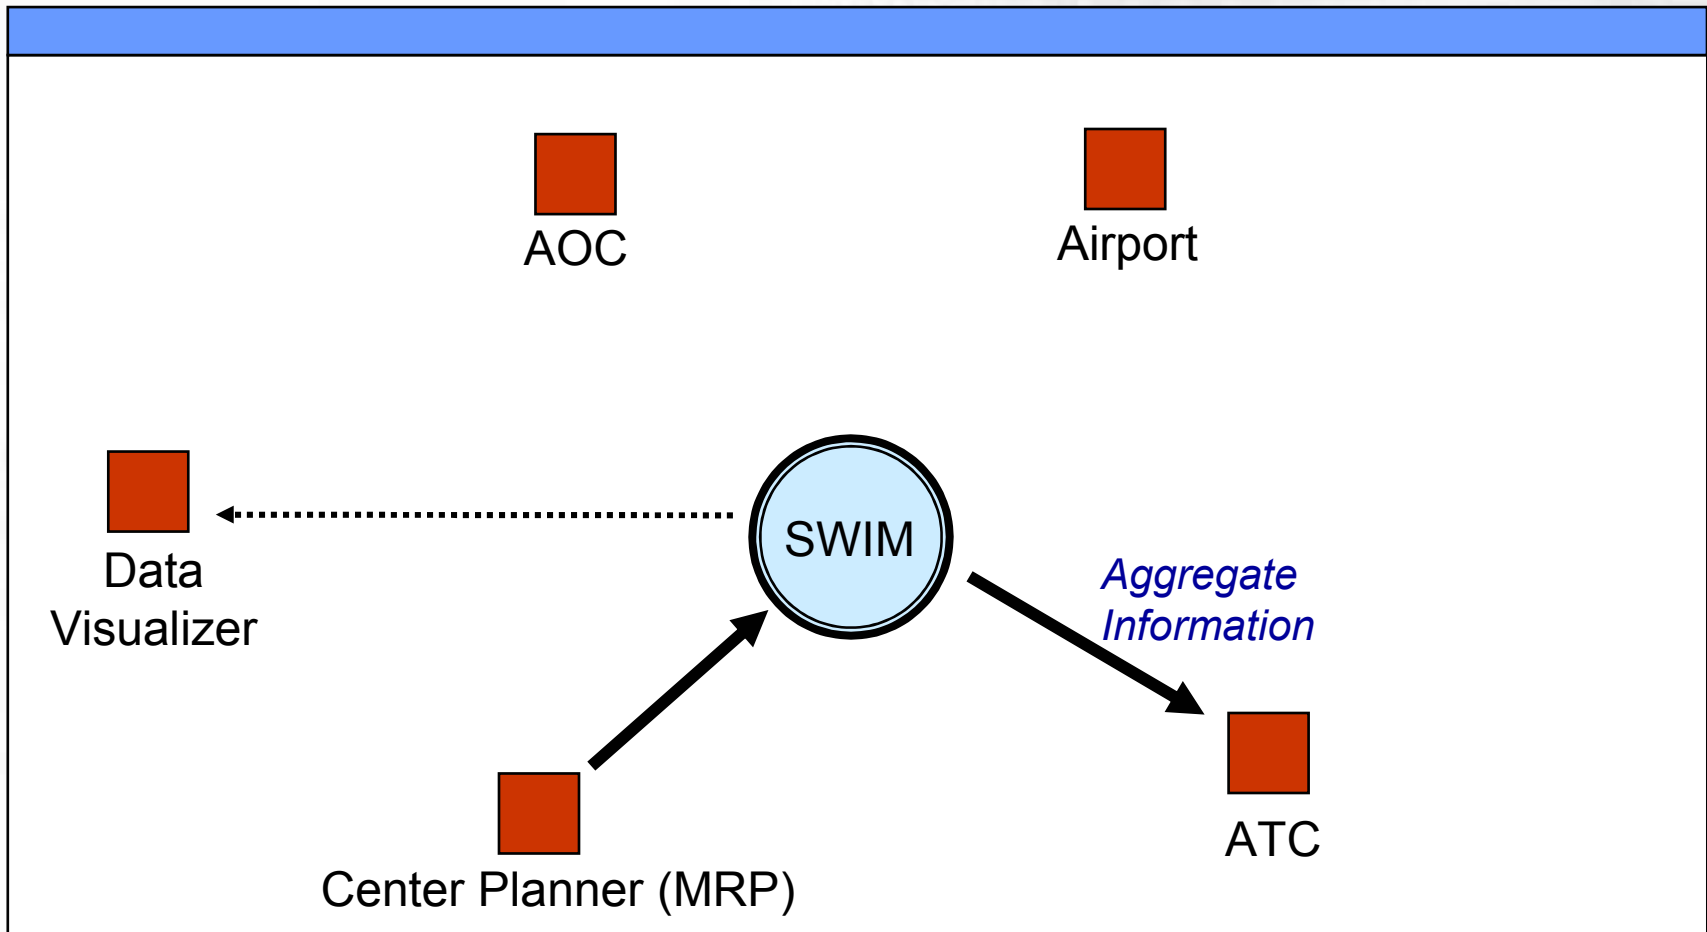 AOC
Airport
SWIM
Data
Visualizer
Aggregate
Information
ATC
Center Planner (MRP)